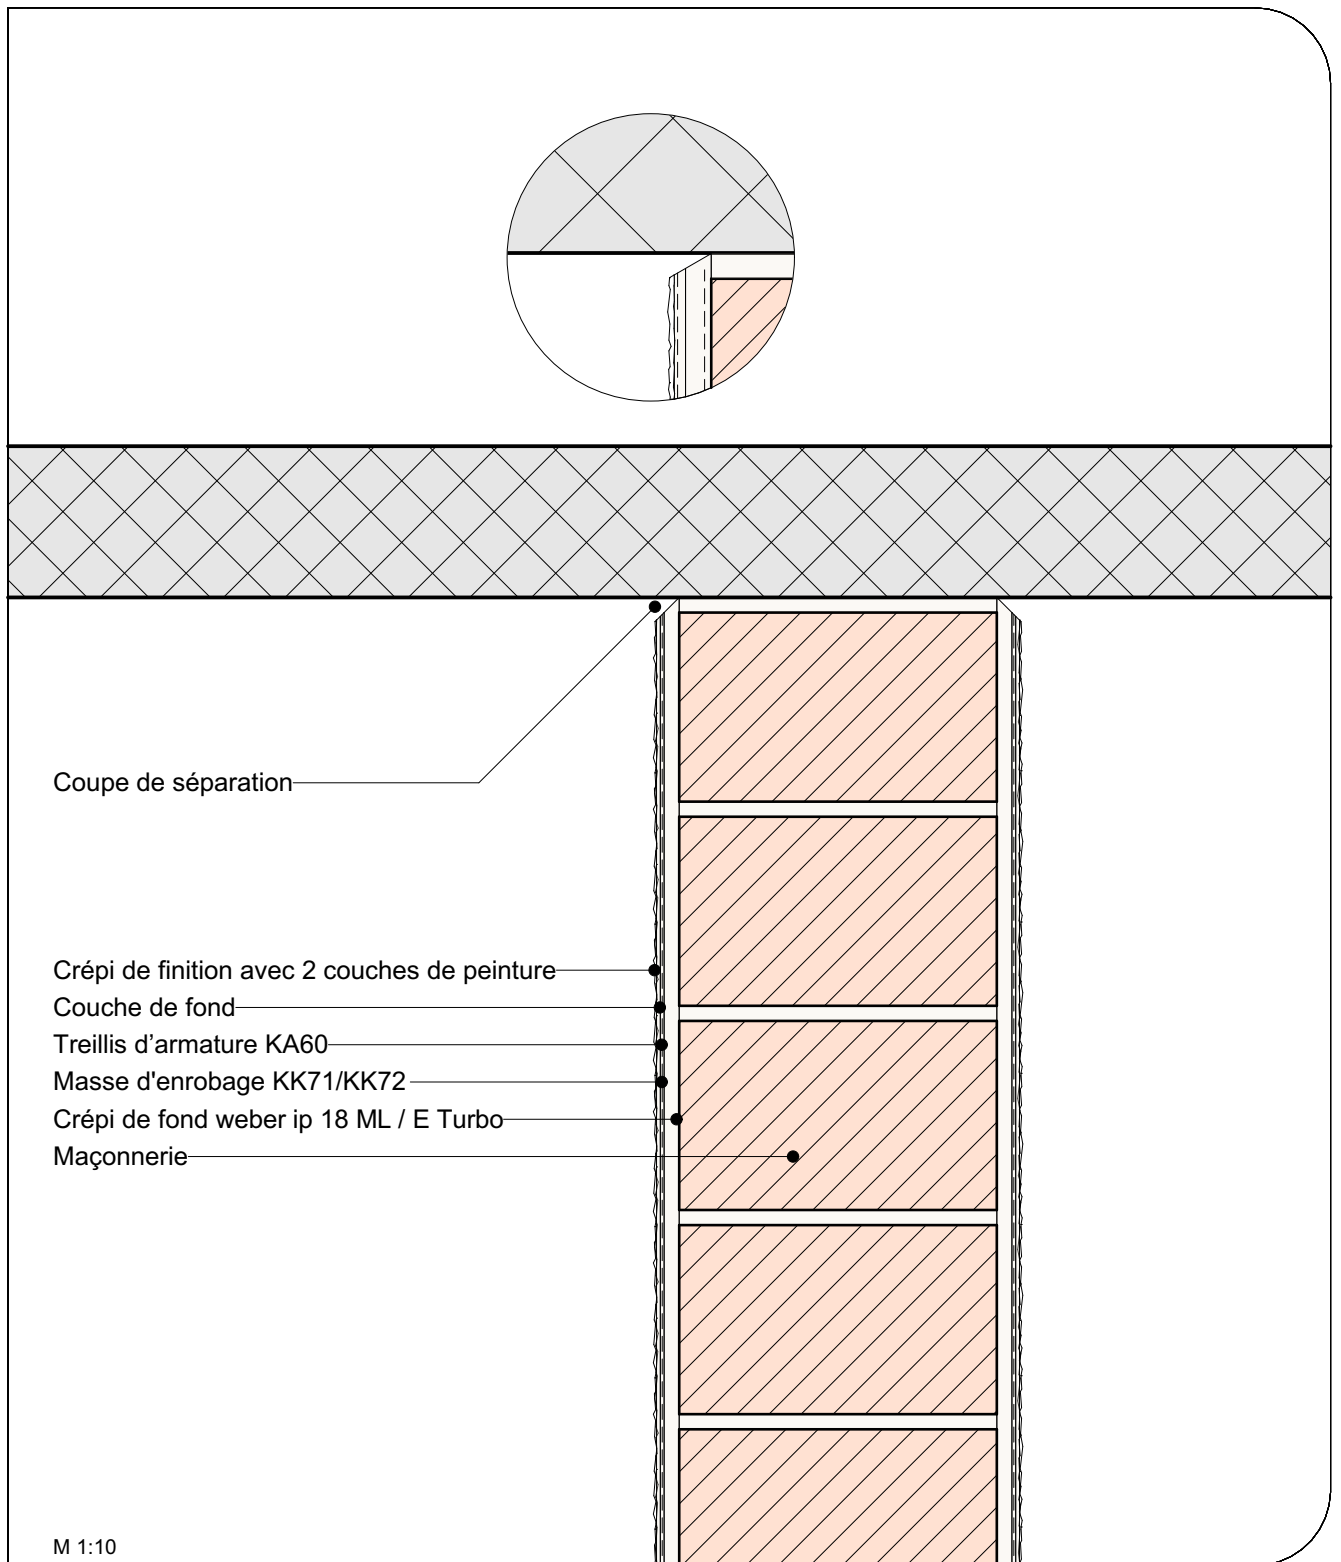 Coupe de séparation
Crépi de finition avec 2 couches de peinture
Couche de fond
Treillis d’armature KA60
Masse d'enrobage KK71/KK72
Crépi de fond weber ip 18 ML / E Turbo
Maçonnerie
M 1:10